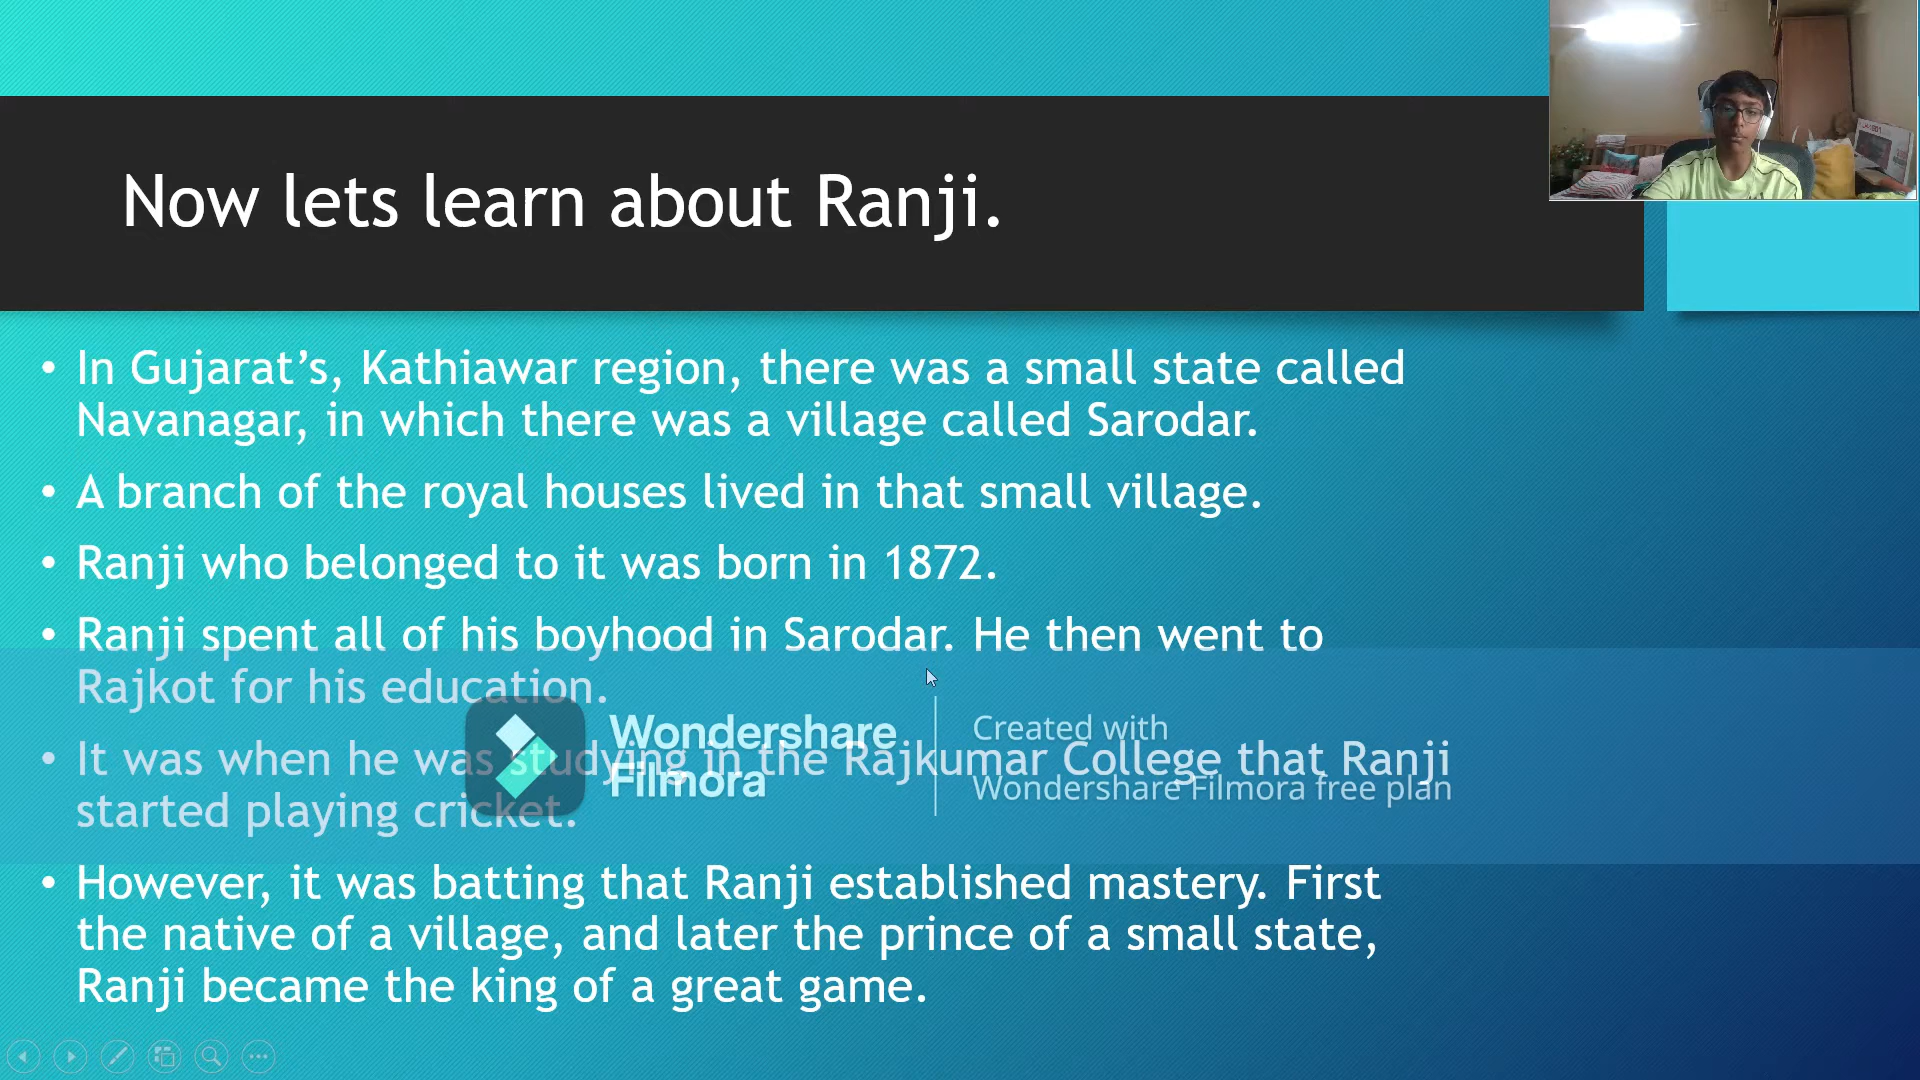 Now lets learn about Ranji.
• In Gujarat’s, Kathiawar region, there was a small state called
Navanagar, in which there was a village called Sarodar.
• A branch of the royal houses lived in that small village.
• Ranji who belonged to it was born in 1872.
• Ranji spent all of his boyhood in Sarodar. He then went to
Rajkot for his education.
• It was when he was studying in the Rajkumar College that Ranji
started playing cricket.
Wondershare
Filmora
Created with
Wondershare Filmora free plan
• However, it was batting that Ranji established mastery. First
the native of a village, and later the prince of a small state,
Ranji became the king of a great game.